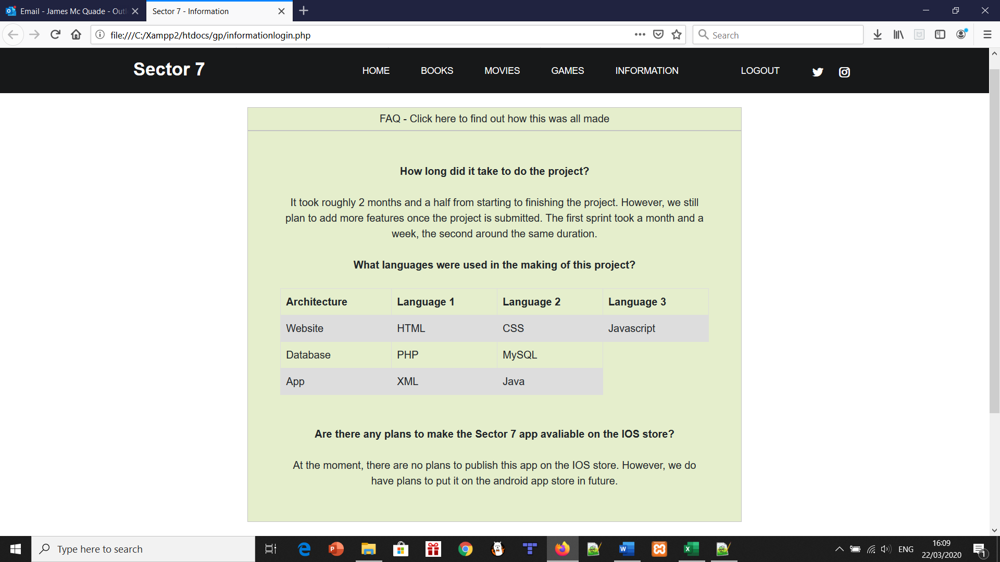 Email - James Mc Quade - Outl
Sector 7 - Information
file:///C:/Xampp2/htdocs/gp/informationlogin.php
Search
Sector 7
HOME BOOKS MOVIES GAMES INFORMATION LOGOUT
FAQ - Click here to find out how this was all made
How long did it take to do the project?
It took roughly 2 months and a half from starting to finishing the project. However, we still
plan to add more features once the project is submitted. The first sprint took a month and a
week, the second around the same duration.
What languages were used in the making of this project?
Architecture Language 1 Language 2 Language 3
Website HTML CSS Javascript
Database PHP MySQL
App XML Java
Are there any plans to make the Sector 7 app avaliable on the IOS store?
At the moment, there are no plans to publish this app on the IOS store. However, we do
have plans to put it on the android app store in future.
Type here to search
ENG
16:09
22/03/2020
1